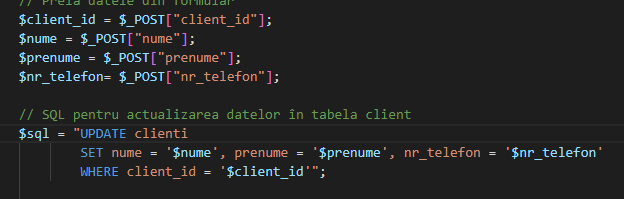 // Preia datele din formular
$client_id = $_POST["client_id"];
$nume = $_POST["nume"];
$prenume = $_POST["prenume"];
$nr_telefon= $_POST["nr_telefon"];
// SQL pentru actualizarea datelor în tabela client
$sql = "UPDATE clienti
SET nume = '$nume', prenume = '$prenume', nr_telefon = '$nr_telefon'
WHERE client_id = '$client_id'";